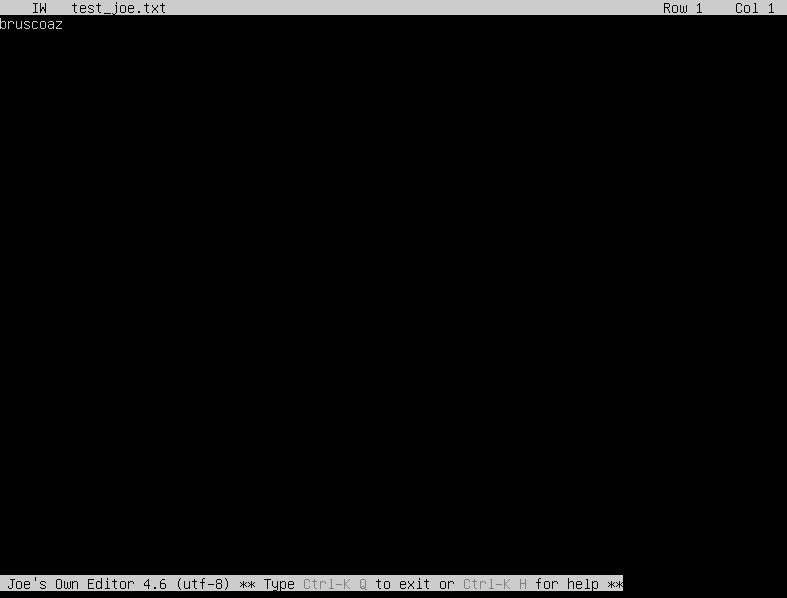 IW   test_joe.txt   Row 1   Col 1
bruscoaz
Joe's Own Editor 4.6 (utf-8) ** Type Ctrl-K Q to exit or Ctrl-K H for help **